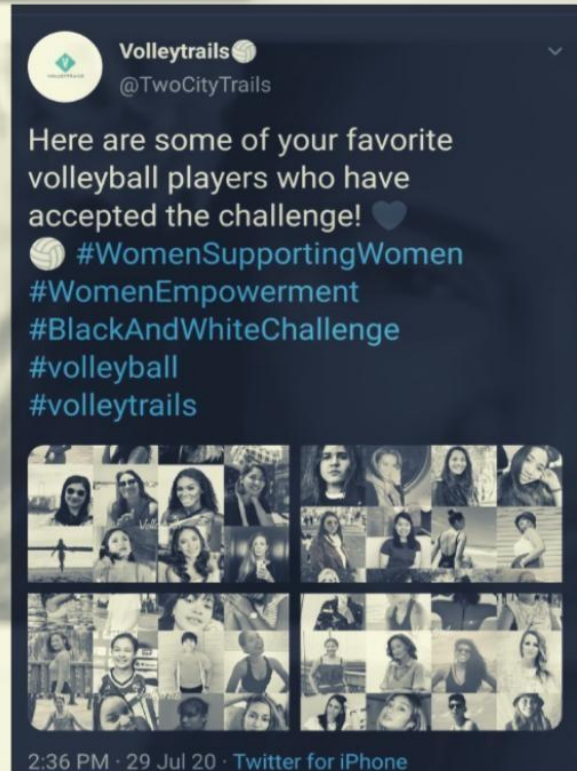 Volleytrails
@TwoCityTrails
Here are some of your favorite
volleyball players who have
accepted the challenge!
#WomenSupportingWomen
#WomenEmpowerment
#BlackAndWhiteChallenge
#volleyball
#volleytrails
2:36 PM · 29 Jul 20 · Twitter for iPhone